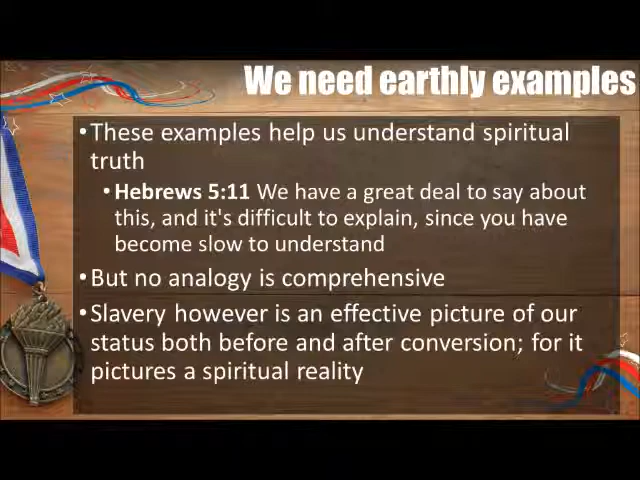 We need earthly examples
•These examples help us understand spiritual
truth
•Hebrews 5:11 We have a great deal to say about
this, and it's difficult to explain, since you have
become slow to understand
•But no analogy is comprehensive
•Slavery however is an effective picture of our
status both before and after conversion; for it
pictures a spiritual reality